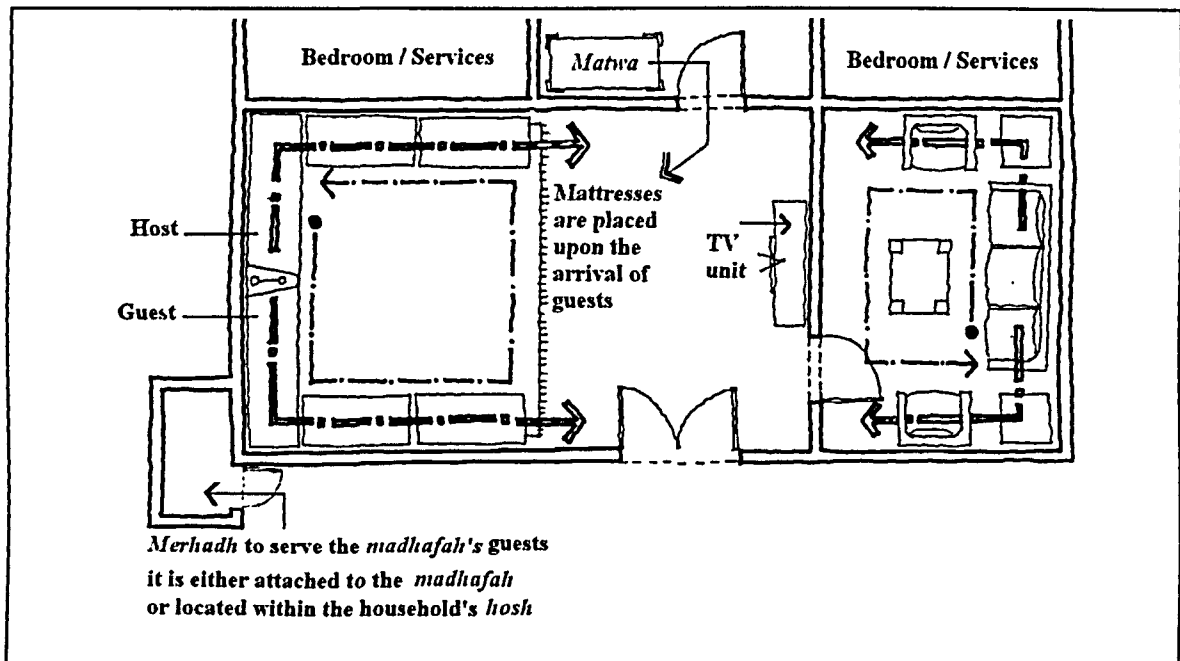 Bedroom / Services
Matwa
Bedroom / Services
Host
Guest
Mattresses
are placed
upon the
arrival of
guests
TV
unit
Merhadh to serve the madhafah's guests
it is either attached to the madhafah
or located within the household's hosh